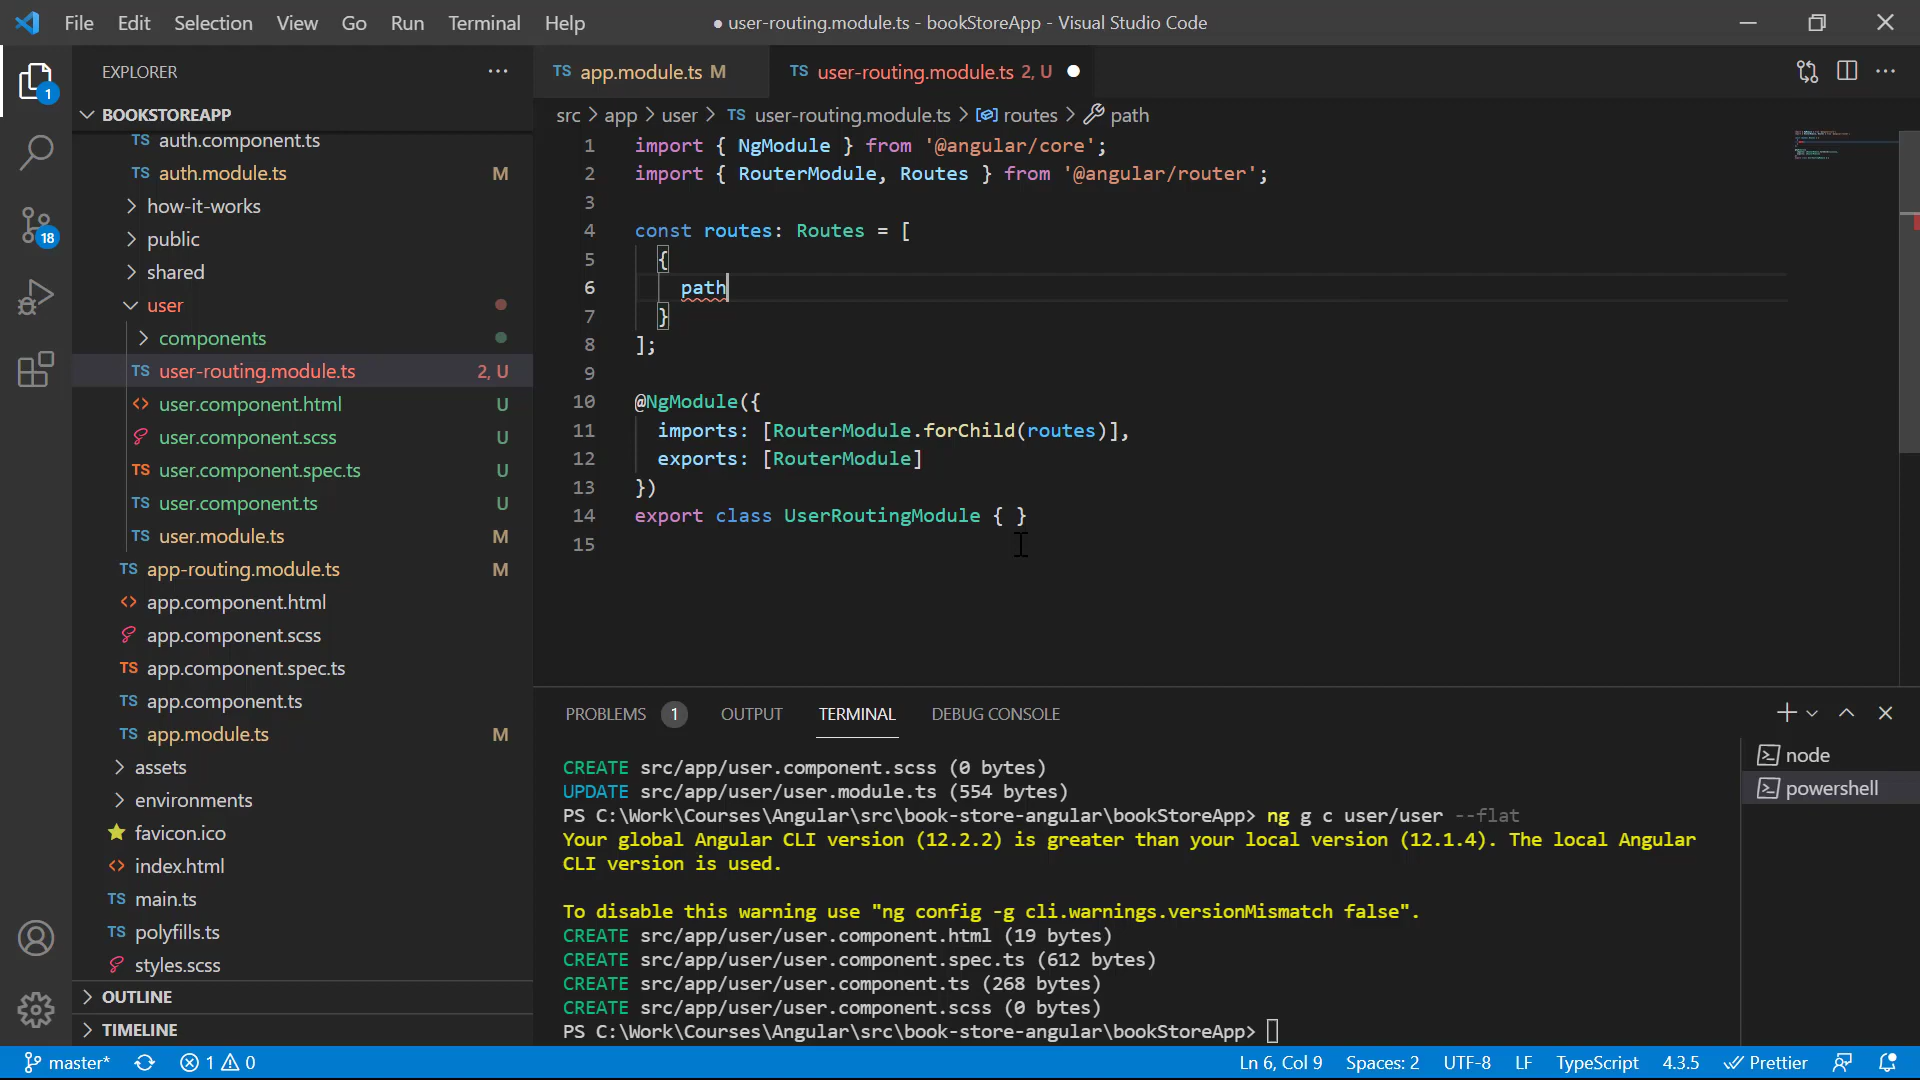 File Edit Selection View Go Run Terminal Help
● user-routing.module.ts - bookStoreApp - Visual Studio Code
EXPLORER
BOOKSTOREAPP
TS auth.component.ts
TS auth.module.ts M
how-it-works
public
shared
user
components
TS user-routing.module.ts 2, U
user.component.html U
user.component.scss U
TS user.component.spec.ts U
TS user.component.ts U
TS user.module.ts M
TS app-routing.module.ts M
app.component.html
app.component.scss
TS app.component.spec.ts
TS app.component.ts
TS app.module.ts M
assets
environments
favicon.ico
index.html
TS main.ts
TS polyfills.ts
styles.scss
OUTLINE
TIMELINE
1
18
TS app.module.ts M
TS user-routing.module.ts 2, U
src > app > user > TS user-routing.module.ts > routes > path
1 import { NgModule } from '@angular/core';
2 import { RouterModule, Routes } from '@angular/router';
3
4 const routes: Routes = [
5 {
6 path
7 }
8 ];
9
10 @NgModule({
11 imports: [RouterModule.forChild(routes)],
12 exports: [RouterModule]
13 })
14 export class UserRoutingModule { }
15
PROBLEMS 1 OUTPUT TERMINAL DEBUG CONSOLE
CREATE src/app/user.component.scss (0 bytes)
UPDATE src/app/user/user.module.ts (554 bytes)
PS C:\Work\Courses\Angular\src\book-store-angular\bookStoreApp> ng g c user/user --flat
Your global Angular CLI version (12.2.2) is greater than your local version (12.1.4). The local Angular
CLI version is used.
To disable this warning use "ng config -g cli.warnings.versionMismatch false".
CREATE src/app/user/user.component.html (19 bytes)
CREATE src/app/user/user.component.spec.ts (612 bytes)
CREATE src/app/user/user.component.ts (268 bytes)
CREATE src/app/user/user.component.scss (0 bytes)
PS C:\Work\Courses\Angular\src\book-store-angular\bookStoreApp>
node
powershell
master* 1 0
Ln 6, Col 9 Spaces: 2 UTF-8 LF TypeScript 4.3.5 Prettier